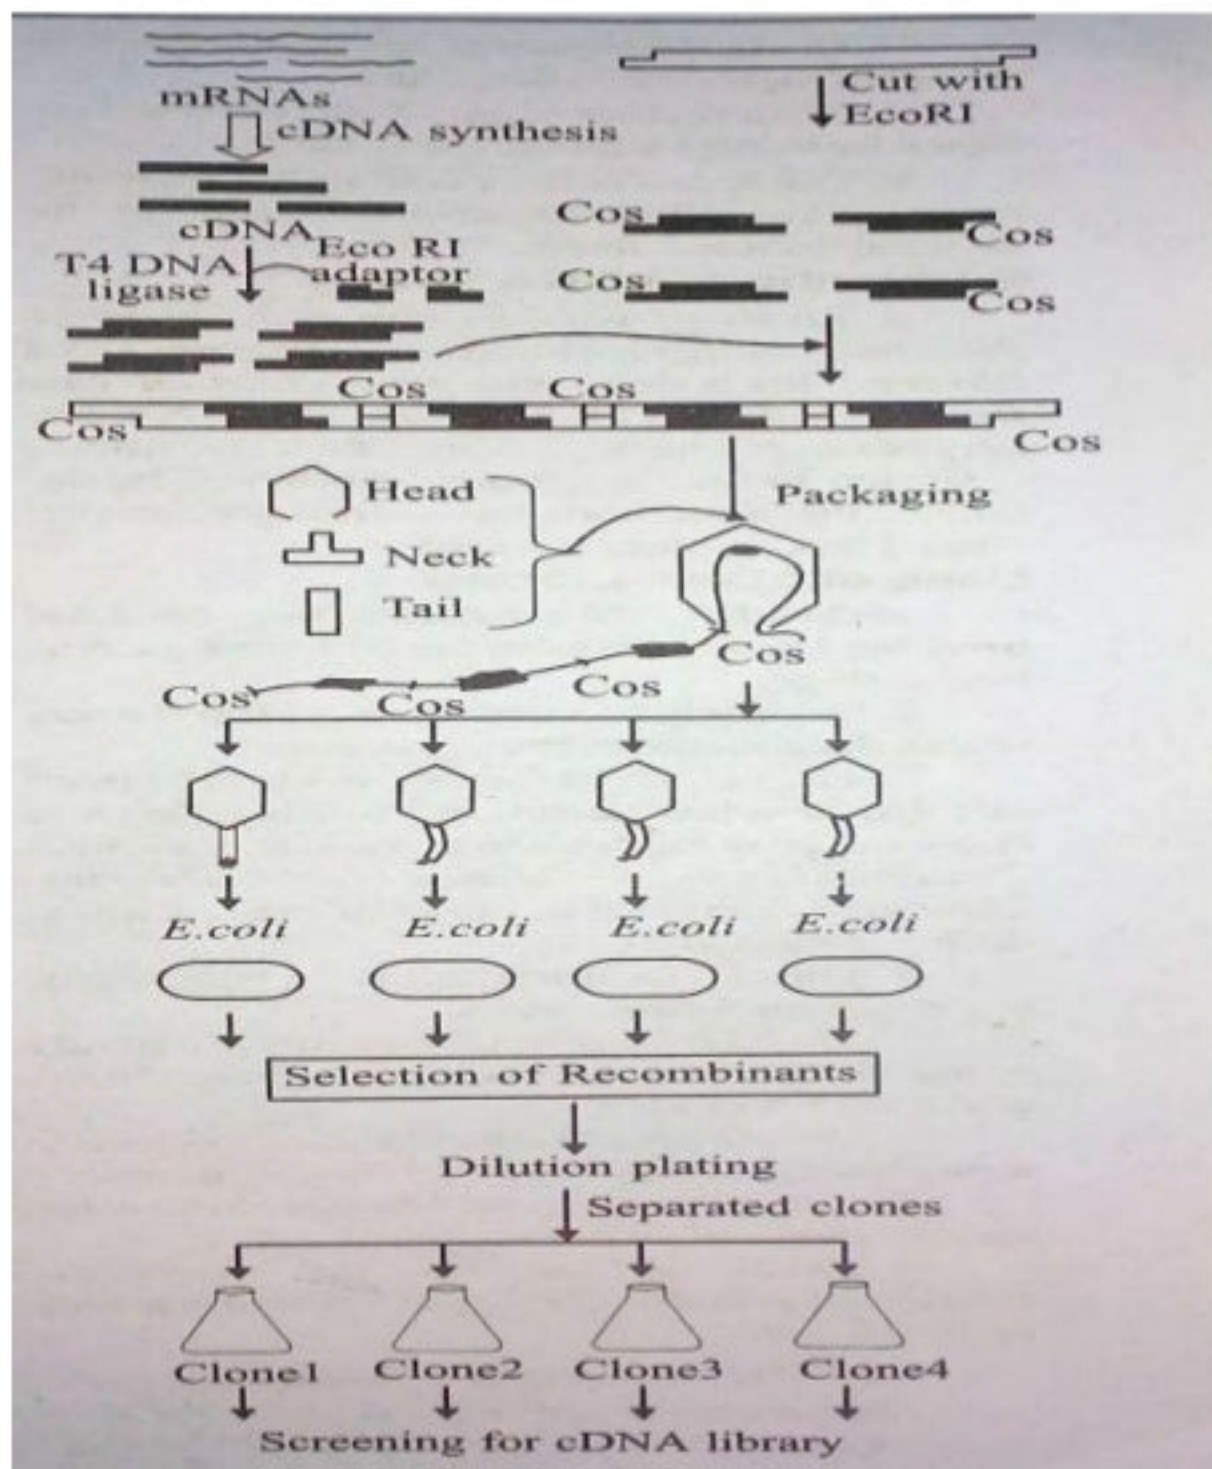 mRNAs
cDNA synthesis
Cut with
EcoRI
cDNA
Eco RI
adaptor
T4 DNA
ligase
Cos
Cos
Cos
Cos
Cos
Cos
Cos
Cos
Head
Neck
Tail
Packaging
Cos
Cos
Cos
Cos
E.coli
E.coli
E.coli
E.coli
Selection of Recombinants
Dilution plating
Separated clones
Clone1
Clone2
Clone3
Clone4
Screening for cDNA library